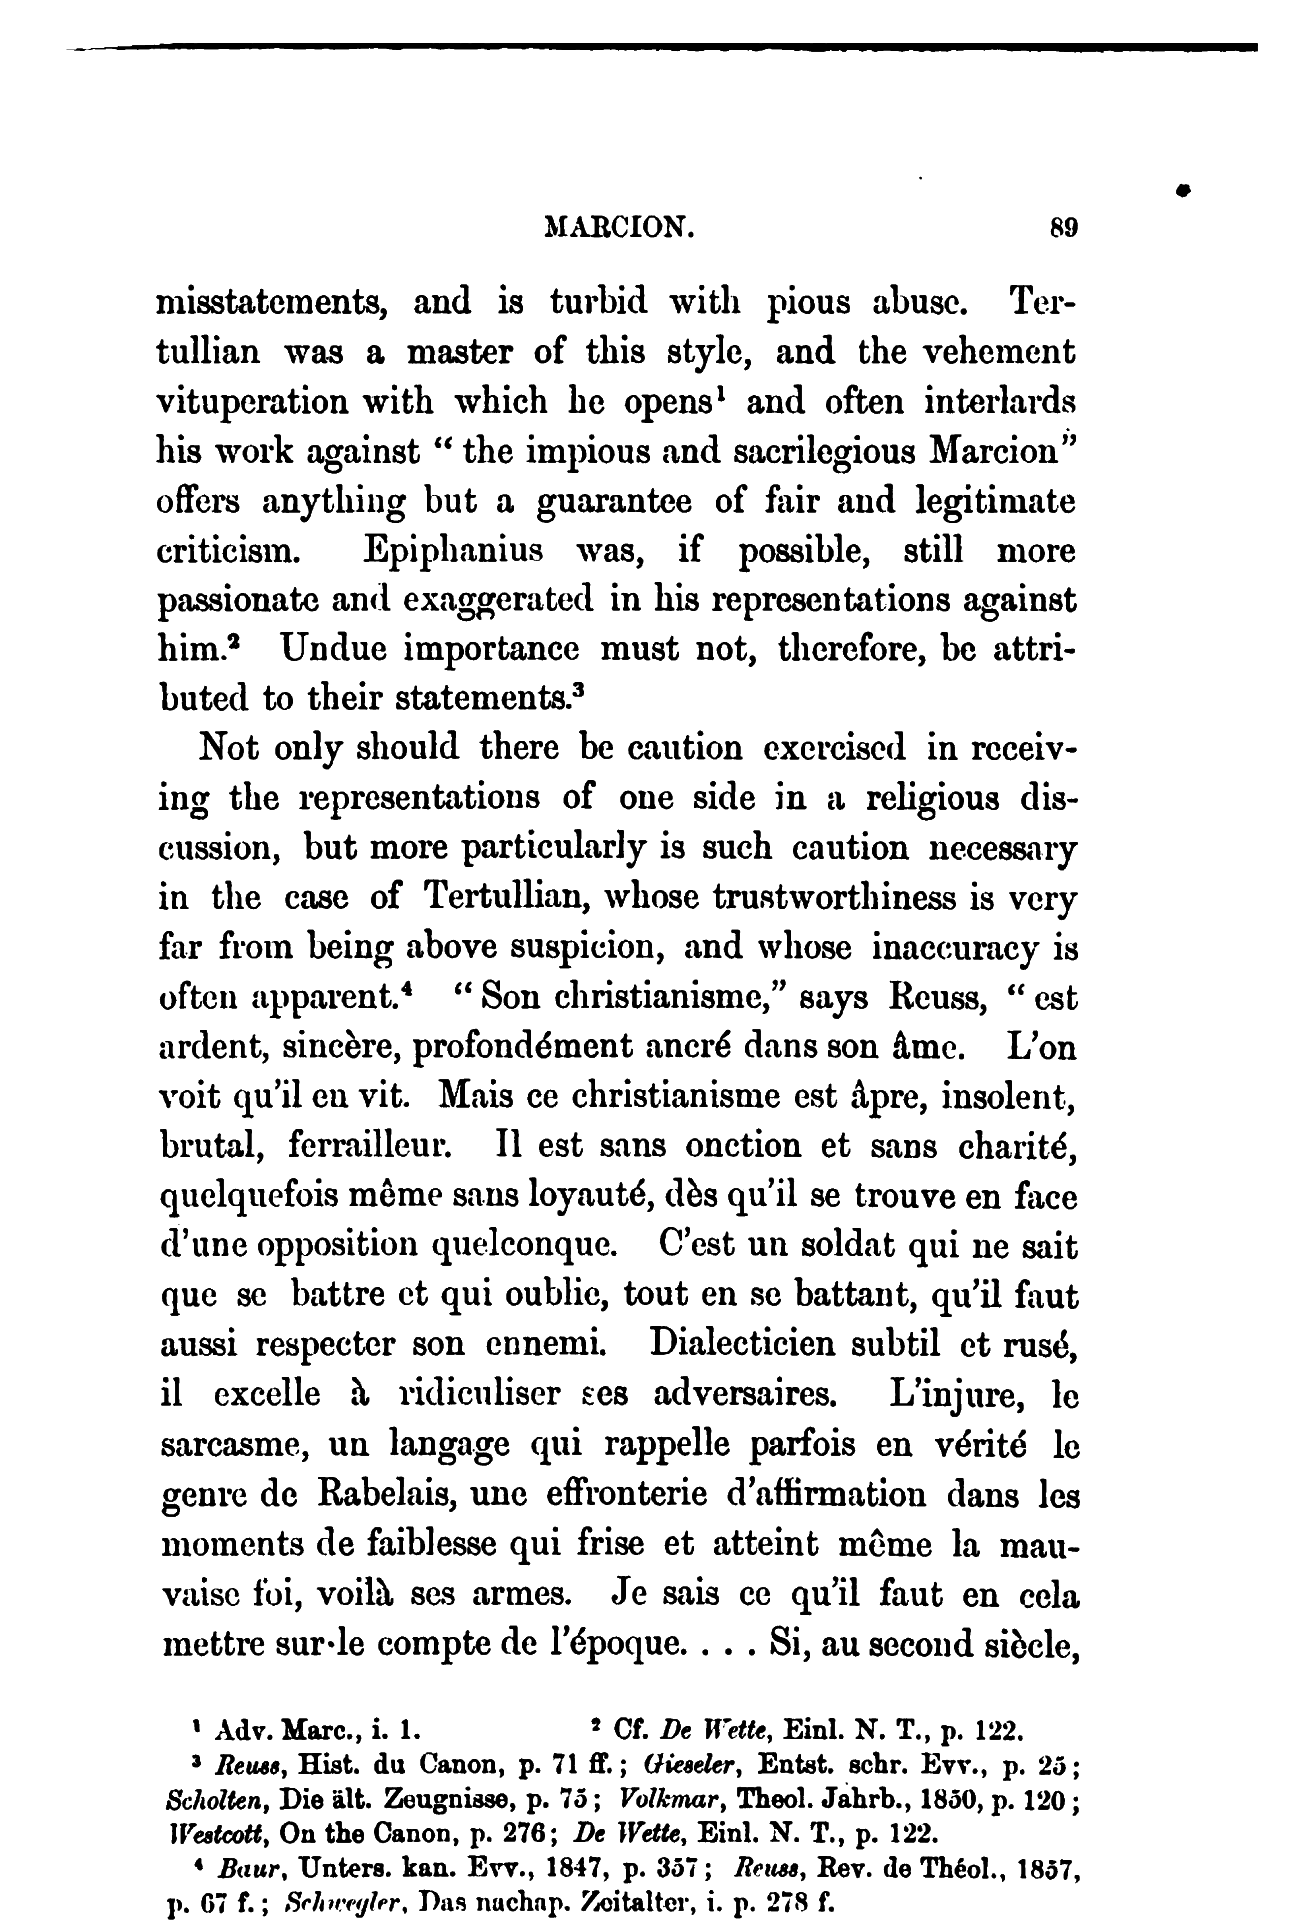 MARCION. 89
misstatements, and is turbid with pious abuse. Ter-
tullian was a master of this style, and the vehement
vituperation with which he opens¹ and often interlards
his work against “ the impious and sacrilegious Marcion”
offers anything but a guarantee of fair and legitimate
criticism. Epiphanius was, if possible, still more
passionate and exaggerated in his representations against
him.² Undue importance must not, therefore, be attri-
buted to their statements.³
Not only should there be caution exercised in receiv-
ing the representations of one side in a religious dis-
cussion, but more particularly is such caution necessary
in the case of Tertullian, whose trustworthiness is very
far from being above suspicion, and whose inaccuracy is
often apparent.⁴ “ Son christianisme,” says Reuss, “ est
ardent, sincère, profondément ancré dans son âme. L’on
voit qu’il en vit. Mais ce christianisme est âpre, insolent,
brutal, ferrailleur. Il est sans onction et sans charité,
quelquefois même sans loyauté, dès qu’il se trouve en face
d’une opposition quelconque. C’est un soldat qui ne sait
que se battre et qui oublie, tout en se battant, qu’il faut
aussi respecter son ennemi. Dialecticien subtil et rusé,
il excelle à ridiculiser ses adversaires. L’injure, le
sarcasme, un langage qui rappelle parfois en vérité le
genre de Rabelais, une effronterie d’affirmation dans les
moments de faiblesse qui frise et atteint même la mau-
vaise foi, voilà ses armes. Je sais ce qu’il faut en cela
mettre sur·le compte de l’époque. . . . Si, au second siècle,
¹ Adv. Marc., i. 1. ² Cf. De Wette, Einl. N. T., p. 122.
³ Reuss, Hist. du Canon, p. 71 ff. ; Gieseler, Entst. schr. Evv., p. 25 ;
Scholten, Die ält. Zeugnisse, p. 75 ; Volkmar, Theol. Jahrb., 1850, p. 120 ;
Westcott, On the Canon, p. 276 ; De Wette, Einl. N. T., p. 122.
⁴ Baur, Unters. kan. Evv., 1847, p. 357 ; Reuss, Rev. de Théol., 1857,
p. 67 f. ; Schwegler, Das nachap. Zeitalter, i. p. 278 f.